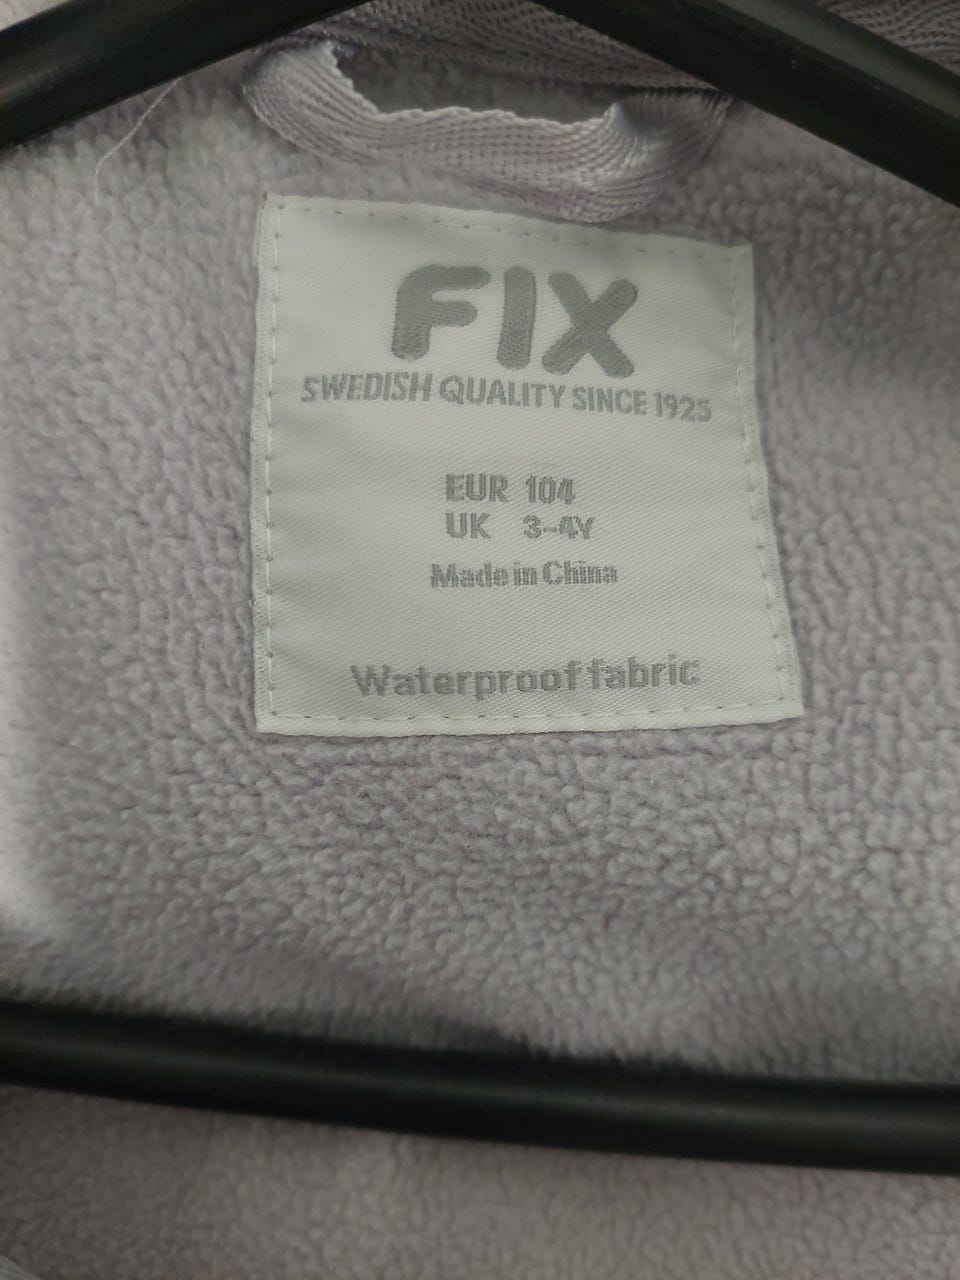 FIX
SWEDISH QUALITY SINCE 1925
EUR 104
UK 3-4Y
Made in China
Waterproof fabric